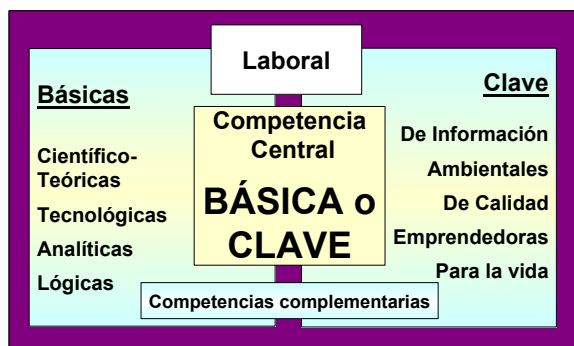 Laboral
Básicas
Científico-
Teóricas
Tecnológicas
Analíticas
Lógicas
Competencia
Central
BÁSICA o
CLAVE
Clave
De Información
Ambientales
De Calidad
Emprendedoras
Para la vida
Competencias complementarias